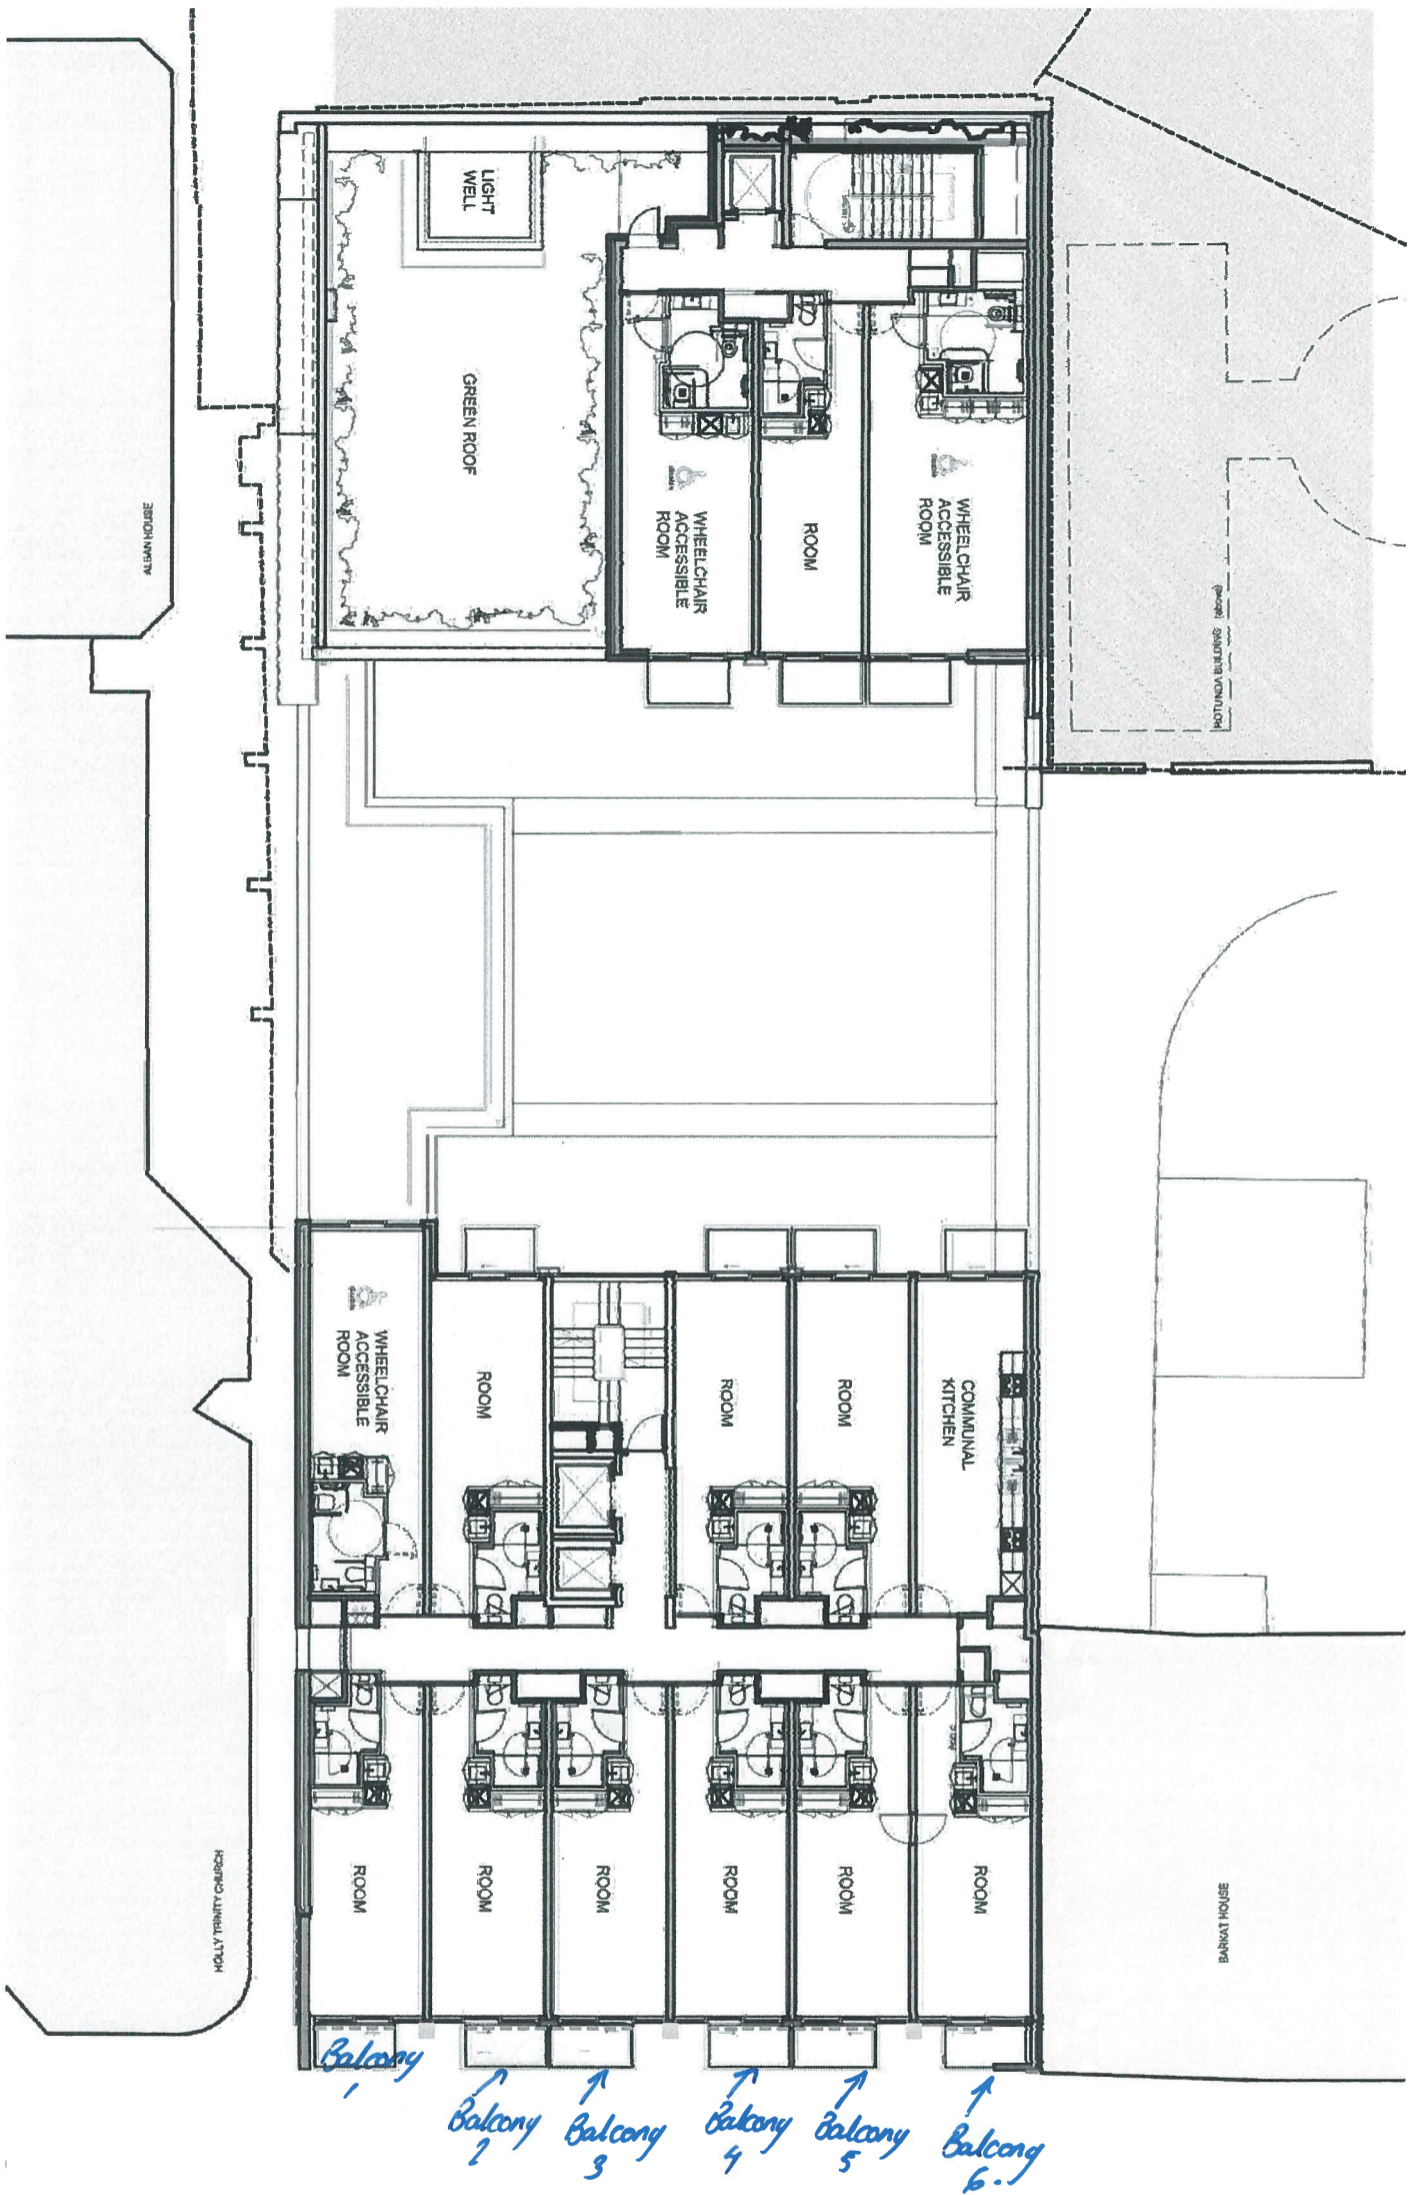 LIGHT
WELL
GREEN ROOF
WHEELCHAIR
ACCESSIBLE
ROOM
ROOM
WHEELCHAIR
ACCESSIBLE
ROOM
ALBAN HOUSE
ROTUNDA BUILDING (above)
WHEELCHAIR
ACCESSIBLE
ROOM
ROOM
ROOM
ROOM
COMMUNAL
KITCHEN
ROOM
ROOM
ROOM
ROOM
ROOM
ROOM
HOLLY TRINITY CHURCH
BARKAT HOUSE
Balcony
1
Balcony
2
Balcony
3
Balcony
4
Balcony
5
Balcony
6.